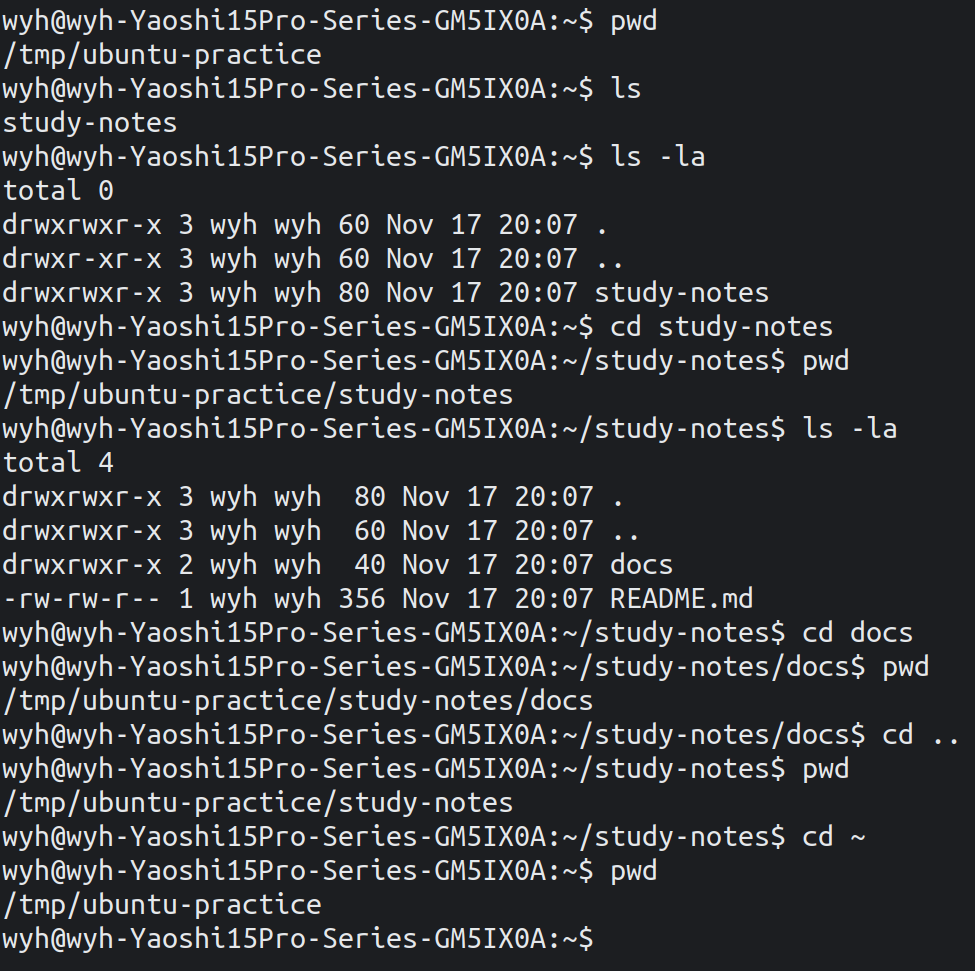 wyh@wyh-Yaoshi15Pro-Series-GM5IX0A:~$ pwd
/tmp/ubuntu-practice
wyh@wyh-Yaoshi15Pro-Series-GM5IX0A:~$ ls
study-notes
wyh@wyh-Yaoshi15Pro-Series-GM5IX0A:~$ ls -la
total 0
drwxrwxr-x 3 wyh wyh 60 Nov 17 20:07 .
drwxr-xr-x 3 wyh wyh 60 Nov 17 20:07 ..
drwxrwxr-x 3 wyh wyh 80 Nov 17 20:07 study-notes
wyh@wyh-Yaoshi15Pro-Series-GM5IX0A:~$ cd study-notes
wyh@wyh-Yaoshi15Pro-Series-GM5IX0A:~/study-notes$ pwd
/tmp/ubuntu-practice/study-notes
wyh@wyh-Yaoshi15Pro-Series-GM5IX0A:~/study-notes$ ls -la
total 4
drwxrwxr-x 3 wyh wyh  80 Nov 17 20:07 .
drwxrwxr-x 3 wyh wyh  60 Nov 17 20:07 ..
drwxrwxr-x 2 wyh wyh  40 Nov 17 20:07 docs
-rw-rw-r-- 1 wyh wyh 356 Nov 17 20:07 README.md
wyh@wyh-Yaoshi15Pro-Series-GM5IX0A:~/study-notes$ cd docs
wyh@wyh-Yaoshi15Pro-Series-GM5IX0A:~/study-notes/docs$ pwd
/tmp/ubuntu-practice/study-notes/docs
wyh@wyh-Yaoshi15Pro-Series-GM5IX0A:~/study-notes/docs$ cd ..
wyh@wyh-Yaoshi15Pro-Series-GM5IX0A:~/study-notes$ pwd
/tmp/ubuntu-practice/study-notes
wyh@wyh-Yaoshi15Pro-Series-GM5IX0A:~/study-notes$ cd ~
wyh@wyh-Yaoshi15Pro-Series-GM5IX0A:~$ pwd
/tmp/ubuntu-practice
wyh@wyh-Yaoshi15Pro-Series-GM5IX0A:~$